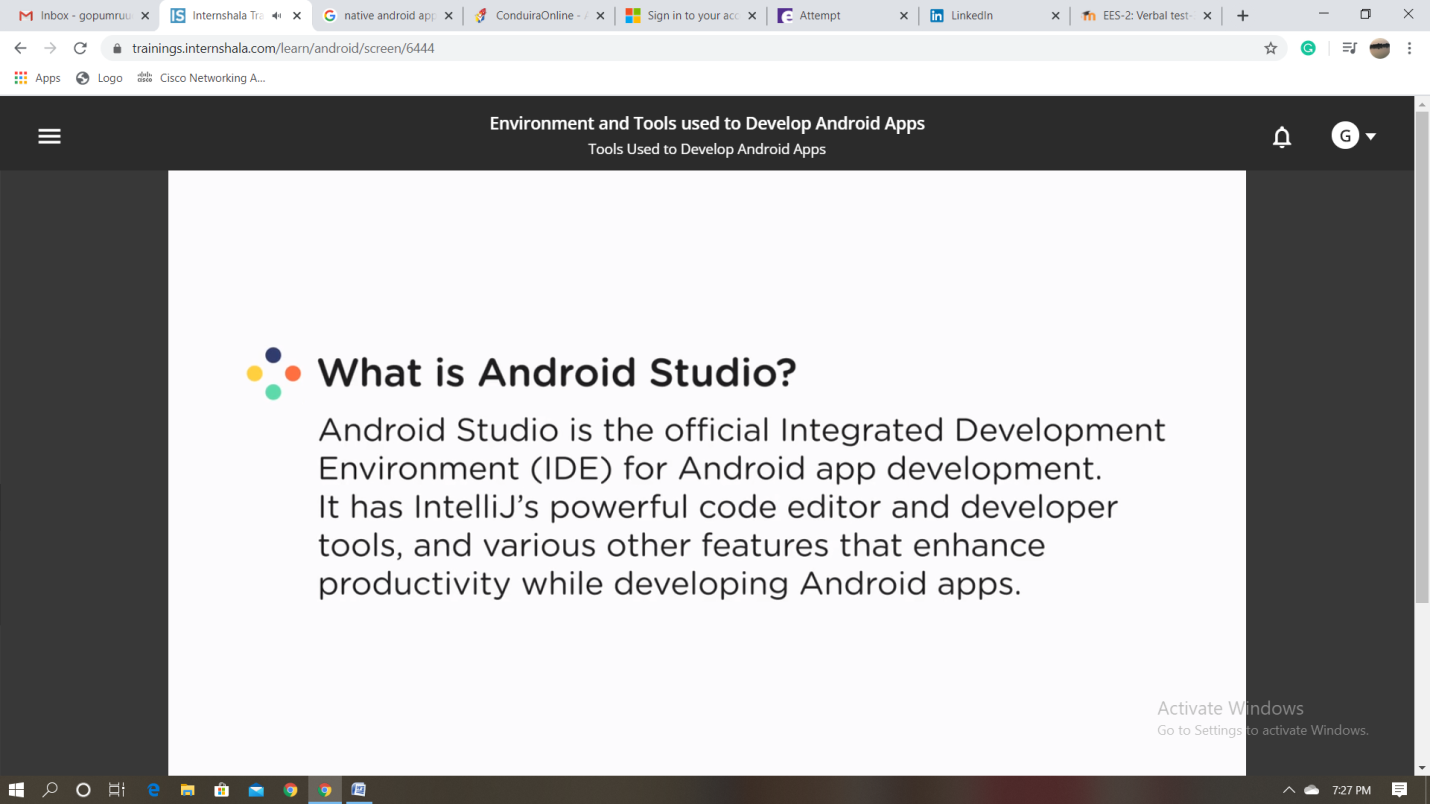 Inbox - gopumruu
Internshala Tra
native android app
ConduiraOnline - A
Sign in to your acc
Attempt
LinkedIn
EES-2: Verbal test-
trainings.internshala.com/learn/android/screen/6444
Apps
Logo
Cisco Networking A...
Environment and Tools used to Develop Android Apps
Tools Used to Develop Android Apps
G
What is Android Studio?
Android Studio is the official Integrated Development
Environment (IDE) for Android app development.
It has IntelliJ's powerful code editor and developer
tools, and various other features that enhance
productivity while developing Android apps.
Activate Windows
Go to Settings to activate Windows.
7:27 PM